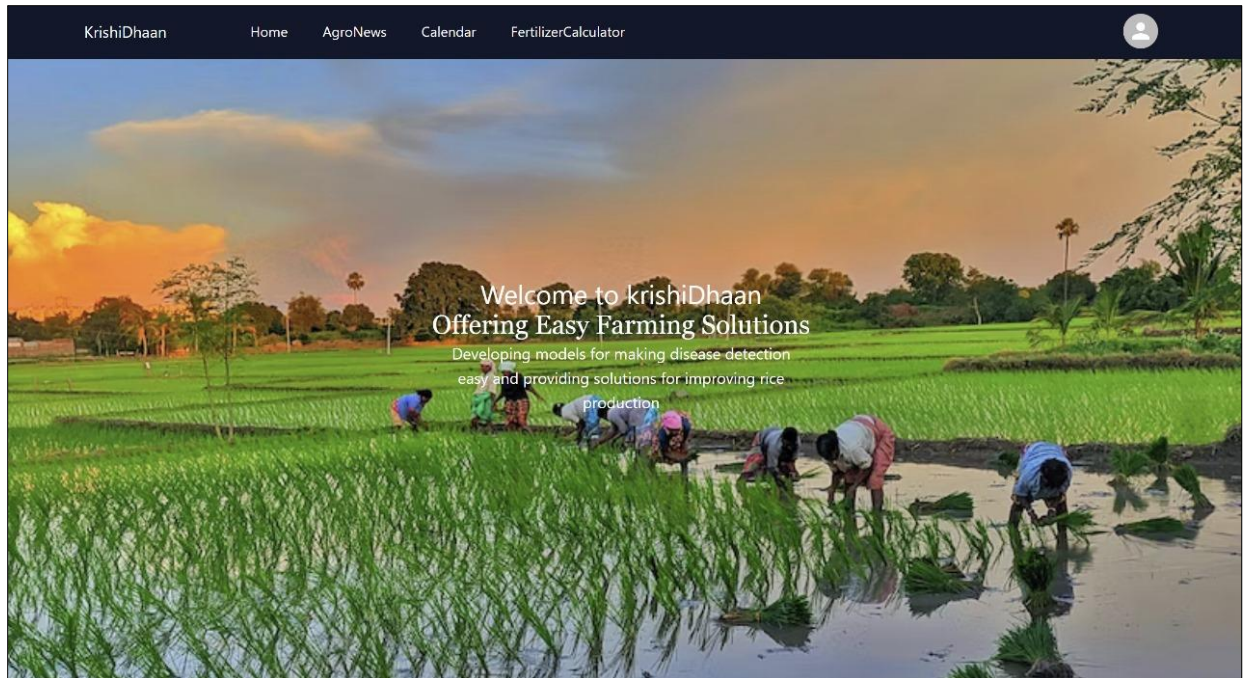 KrishiDhaan Home AgroNews Calendar FertilizerCalculator
Welcome to krishiDhaan
Offering Easy Farming Solutions
Developing models for making disease detection
easy and providing solutions for improving rice
production